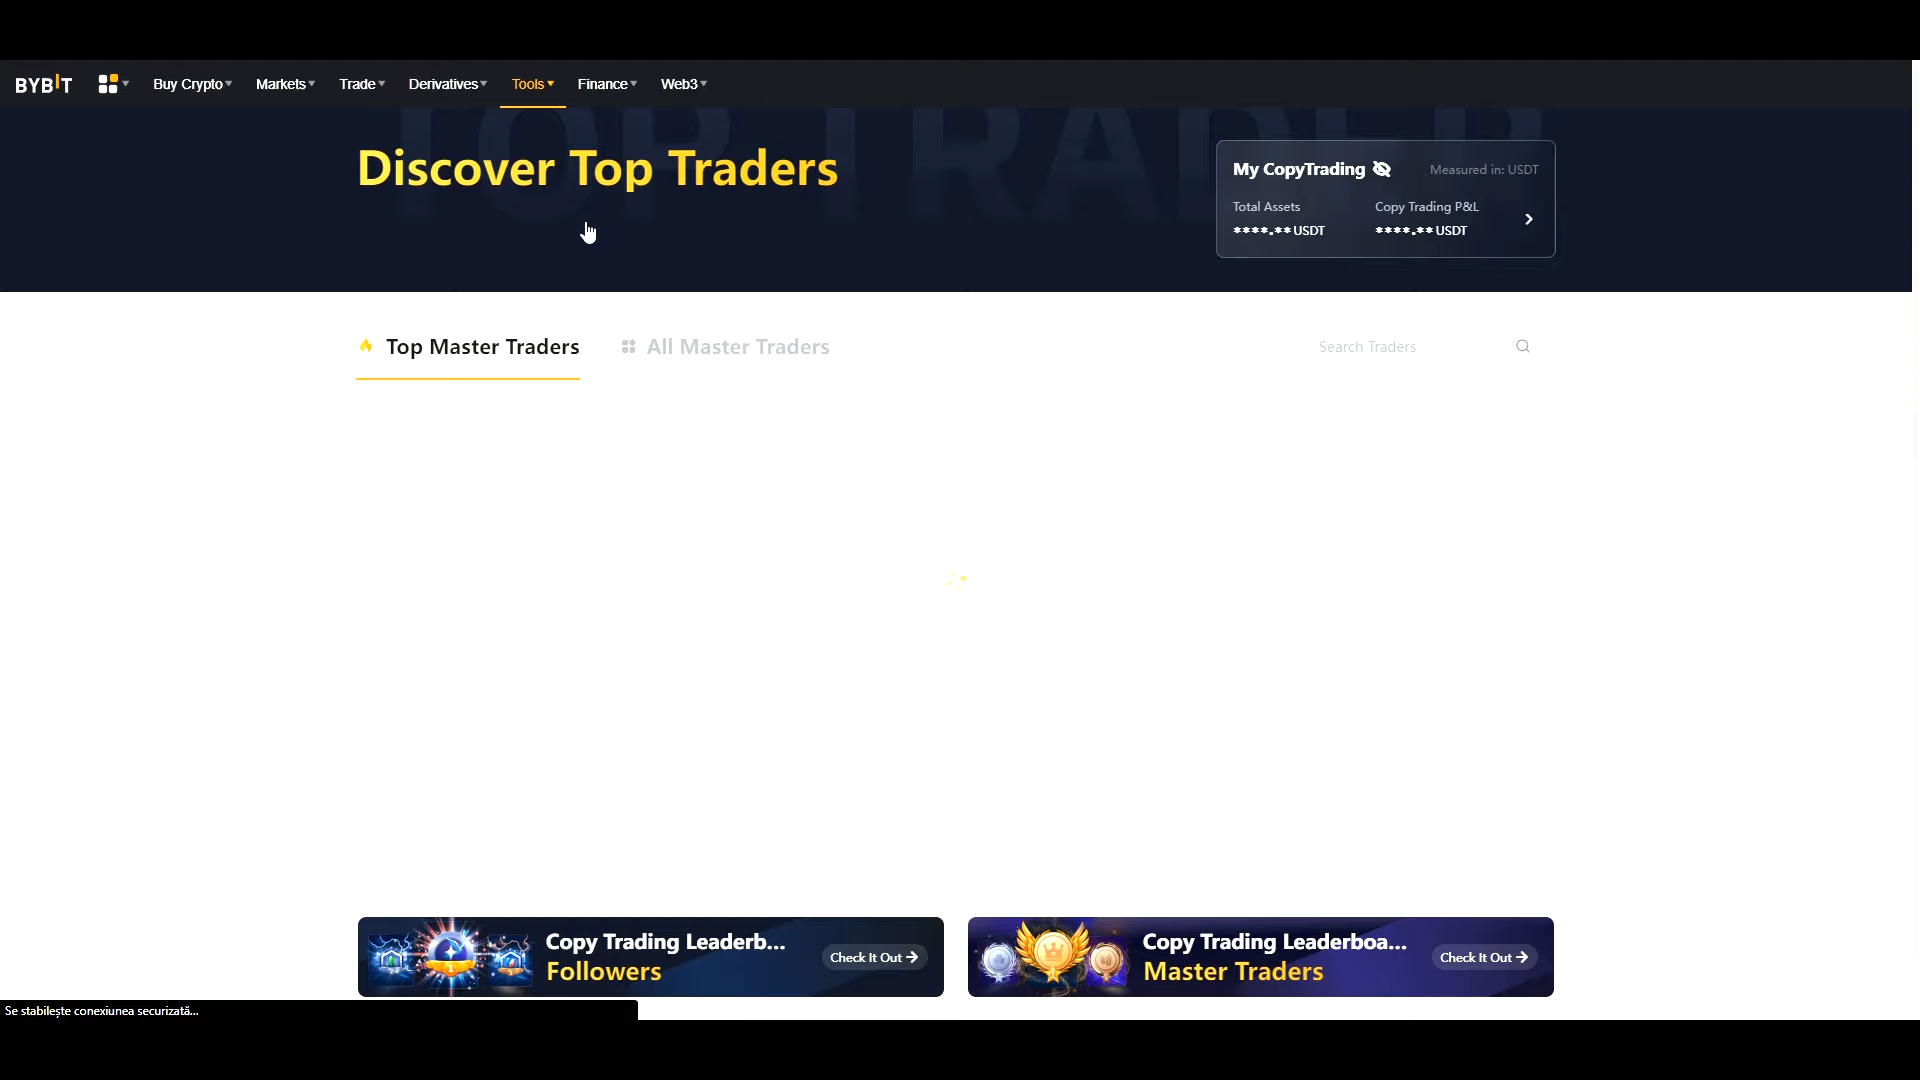 BYBIT Buy Crypto Markets Trade Derivatives Tools Finance Web3
TOP TRADER
Discover Top Traders
My CopyTrading Measured in: USDT
Total Assets Copy Trading P&L
****.** USDT ****.** USDT
Top Master Traders All Master Traders Search Traders
Copy Trading Leaderb...
Followers
Check It Out
Copy Trading Leaderboa...
Master Traders
Check It Out
Se stabilește conexiunea securizată...